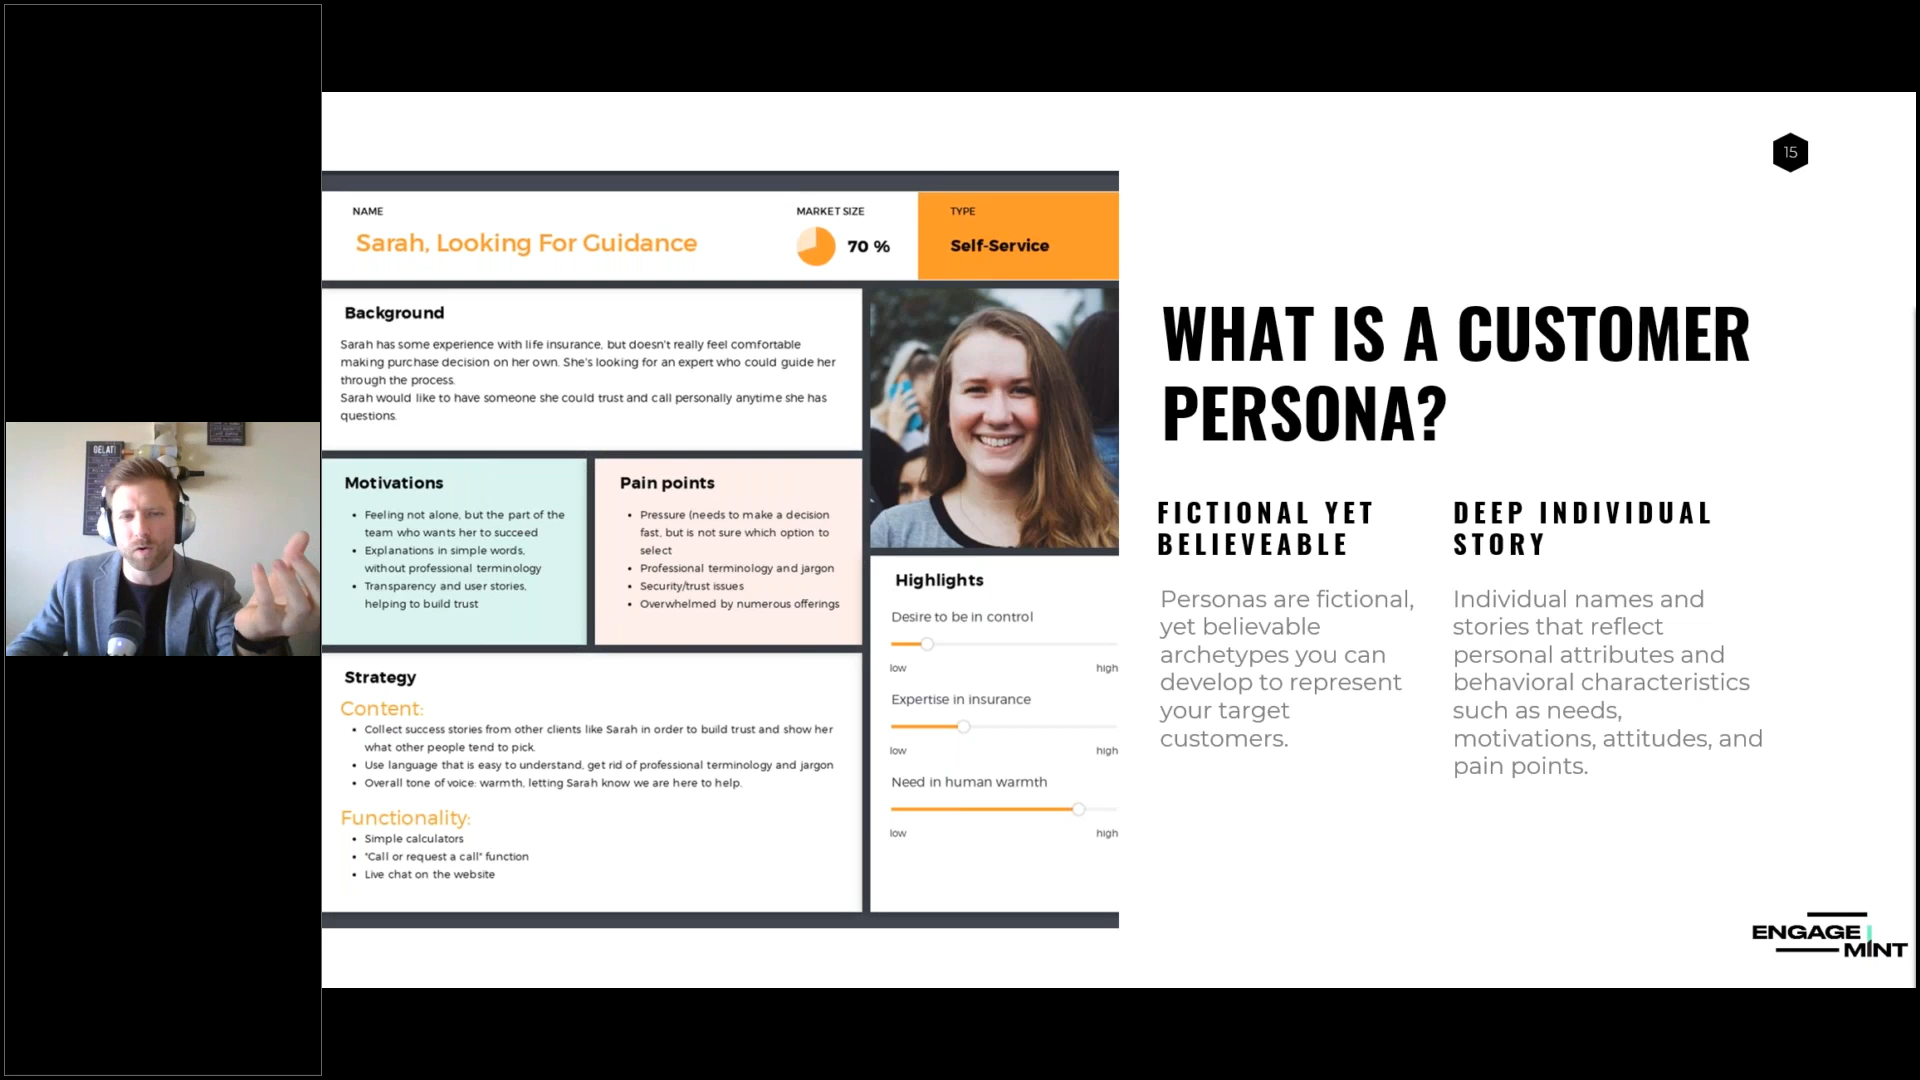 GELATI
15
NAME
Sarah, Looking For Guidance
MARKET SIZE
70 %
TYPE
Self-Service
Background
Sarah has some experience with life insurance, but doesn't really feel comfortable
making purchase decision on her own. She's looking for an expert who could guide her
through the process.
Sarah would like to have someone she could trust and call personally anytime she has
questions.
Motivations
• Feeling not alone, but the part of the
team who wants her to succeed
• Explanations in simple words,
without professional terminology
• Transparency and user stories,
helping to build trust
Pain points
• Pressure (needs to make a decision
fast, but is not sure which option to
select
• Professional terminology and jargon
• Security/trust issues
• Overwhelmed by numerous offerings
Strategy
Content:
• Collect success stories from other clients like Sarah in order to build trust and show her
what other people tend to pick.
• Use language that is easy to understand, get rid of professional terminology and jargon
• Overall tone of voice: warmth, letting Sarah know we are here to help.
Functionality:
• Simple calculators
• "Call or request a call" function
• Live chat on the website
Highlights
Desire to be in control
low high
Expertise in insurance
low high
Need in human warmth
low high
WHAT IS A CUSTOMER
PERSONA?
FICTIONAL YET
BELIEVEABLE
Personas are fictional,
yet believable
archetypes you can
develop to represent
your target
customers.
DEEP INDIVIDUAL
STORY
Individual names and
stories that reflect
personal attributes and
behavioral characteristics
such as needs,
motivations, attitudes, and
pain points.
ENGAGE
MINT